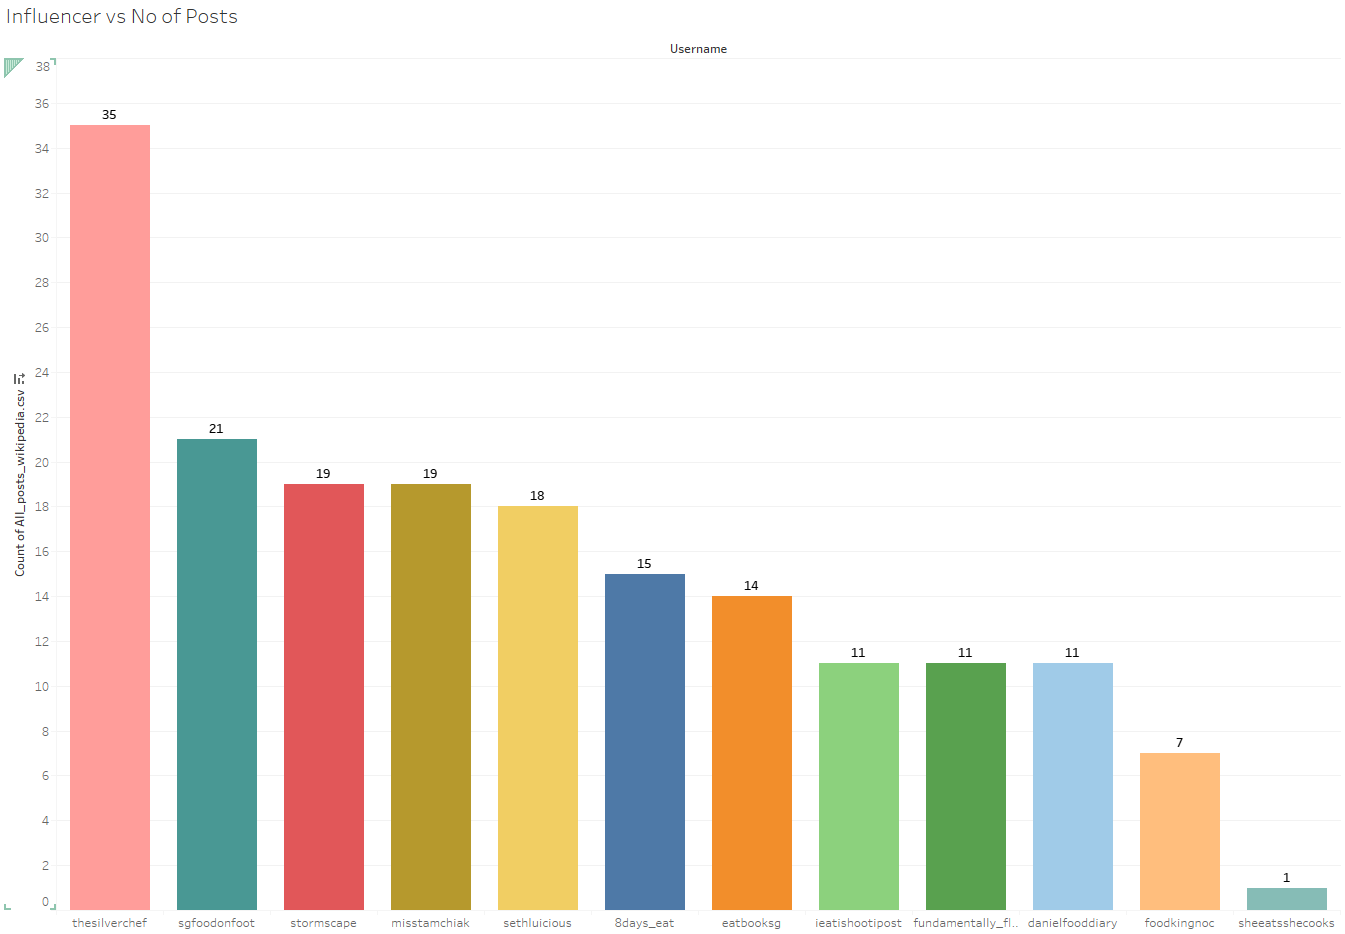 Influencer vs No of Posts
Username
Count of All_posts_wikipedia.csv
38
36
34
32
30
28
26
24
22
20
18
16
14
12
10
8
6
4
2
0
35
21
19
19
18
15
14
11
11
11
7
1
thesilverchef
sgfoodonfoot
stormscape
misstamchiak
sethluicious
8days_eat
eatbooksg
ieatishootipost
fundamentally_fl..
danielfooddiary
foodkingnoc
sheeatsshecooks